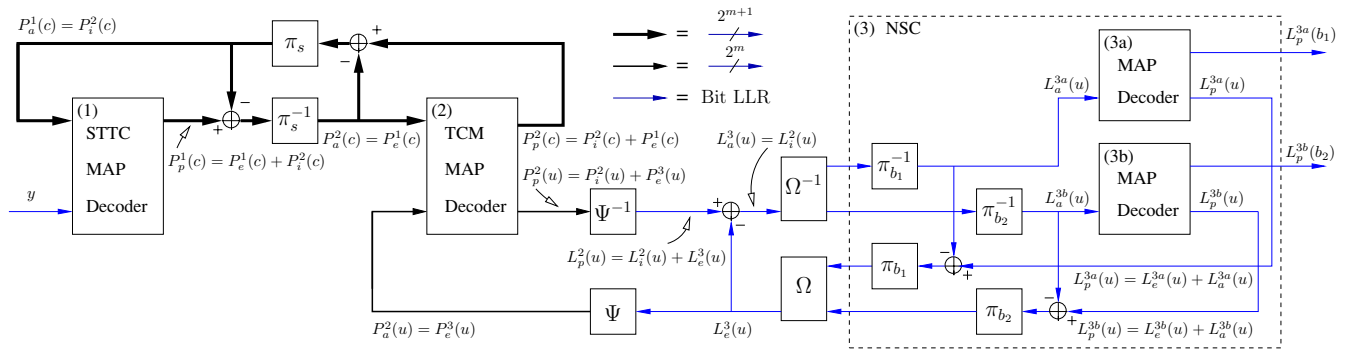 P_a^1(c) = P_i^2(c)
π_s
+
−
(1)
STTC
MAP
Decoder
−
+
π_s^{-1}
P_p^1(c) = P_e^1(c) + P_i^2(c)
P_a^2(c) = P_e^1(c)
y
(2)
TCM
MAP
Decoder
P_p^2(c) = P_i^2(c) + P_e^1(c)
P_p^2(u) = P_i^2(u) + P_e^3(u)
Ψ^{-1}
L_p^2(u) = L_i^2(u) + L_e^3(u)
Ψ
P_a^2(u) = P_e^3(u)
L_e^3(u)
= 2^{m+1}
= 2^m
= Bit LLR
L_a^3(u) = L_i^2(u)
+
−
Ω^{-1}
Ω
(3) NSC
π_{b_1}^{-1}
π_{b_2}^{-1}
L_a^{3a}(u)
(3a)
MAP
Decoder
L_p^{3a}(b_1)
L_p^{3a}(u)
L_a^{3b}(u)
(3b)
MAP
Decoder
L_p^{3b}(b_2)
L_p^{3b}(u)
π_{b_1}
−
+
L_p^{3a}(u) = L_e^{3a}(u) + L_a^{3a}(u)
π_{b_2}
−
+
L_p^{3b}(u) = L_e^{3b}(u) + L_a^{3b}(u)